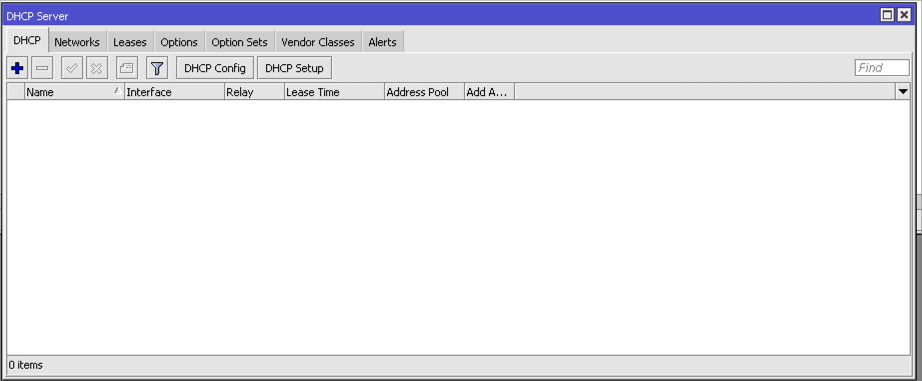 DHCP Server
DHCP Networks Leases Options Option Sets Vendor Classes Alerts
DHCP Config DHCP Setup Find
Name Interface Relay Lease Time Address Pool Add A...
0 items